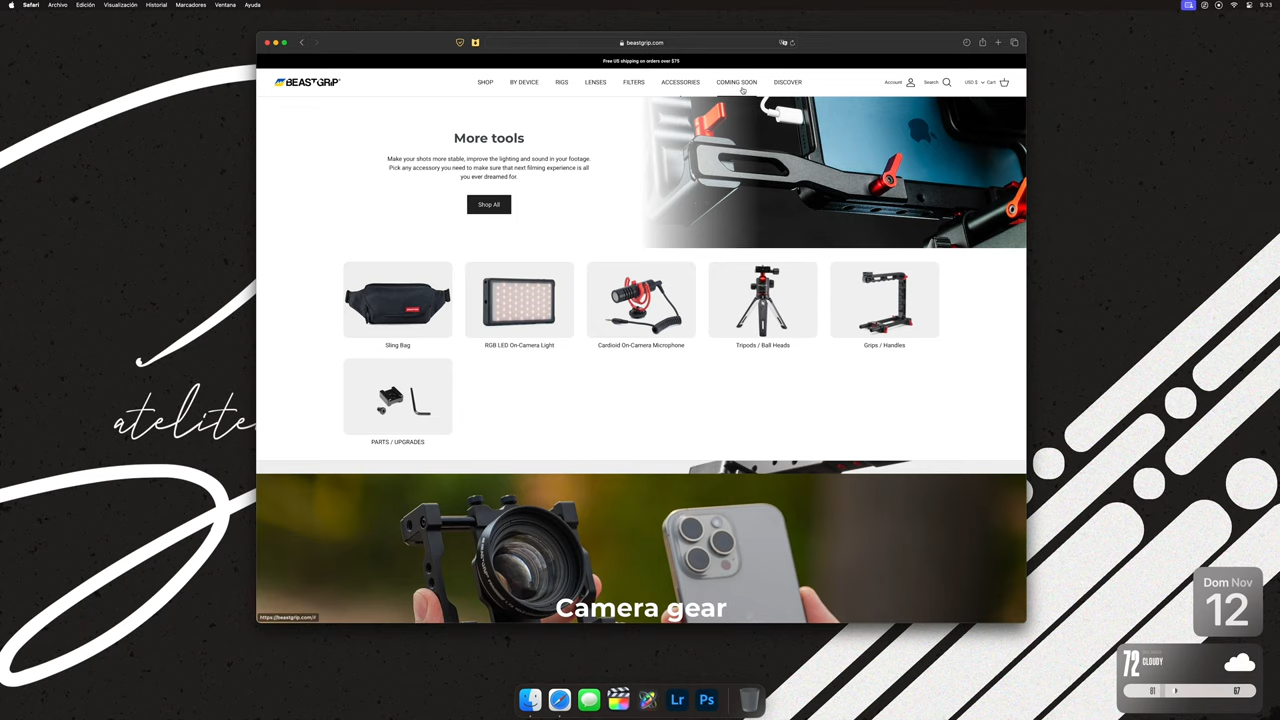 Safari Archivo Edición Visualización Historial Marcadores Ventana Ayuda 9:33
beastgrip.com
Free US shipping on orders over $75
BEASTGRIP SHOP BY DEVICE RIGS LENSES FILTERS ACCESSORIES COMING SOON DISCOVER Account Search USD $ Cart
More tools
Make your shots more stable, improve the lighting and sound in your footage.
Pick any accessory you need to make sure that next filming experience is all
you ever dreamed for.
Shop All
Sling Bag RGB LED On-Camera Light Cardioid On-Camera Microphone Tripods / Ball Heads Grips / Handles
PARTS / UPGRADES
atelite
Camera gear
https://beastgrip.com/#
Dom Nov
12
72 CLOUDY
81 67
Lr Ps